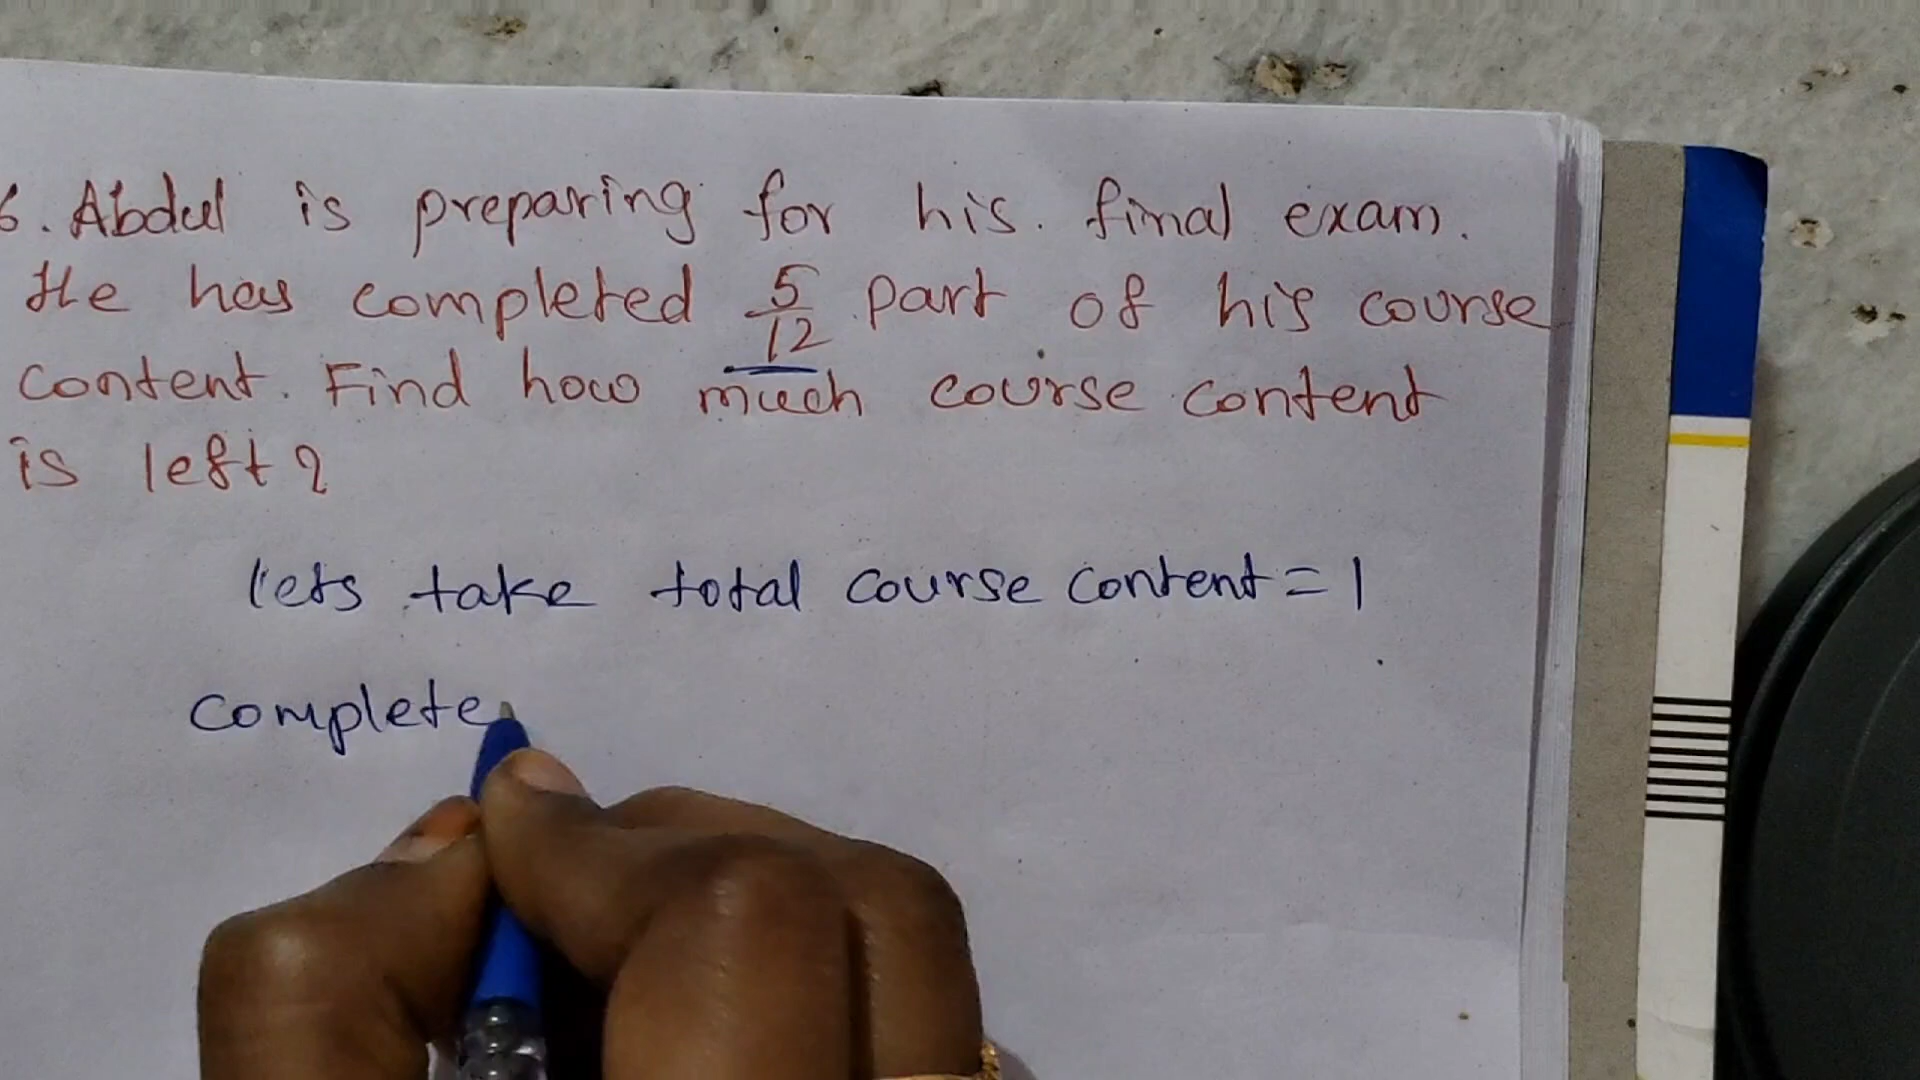 6. Abdul is preparing for his. final exam.
He has completed 5/12 part of his course
content. Find how much course content
is left?
lets take total course content = 1
complete